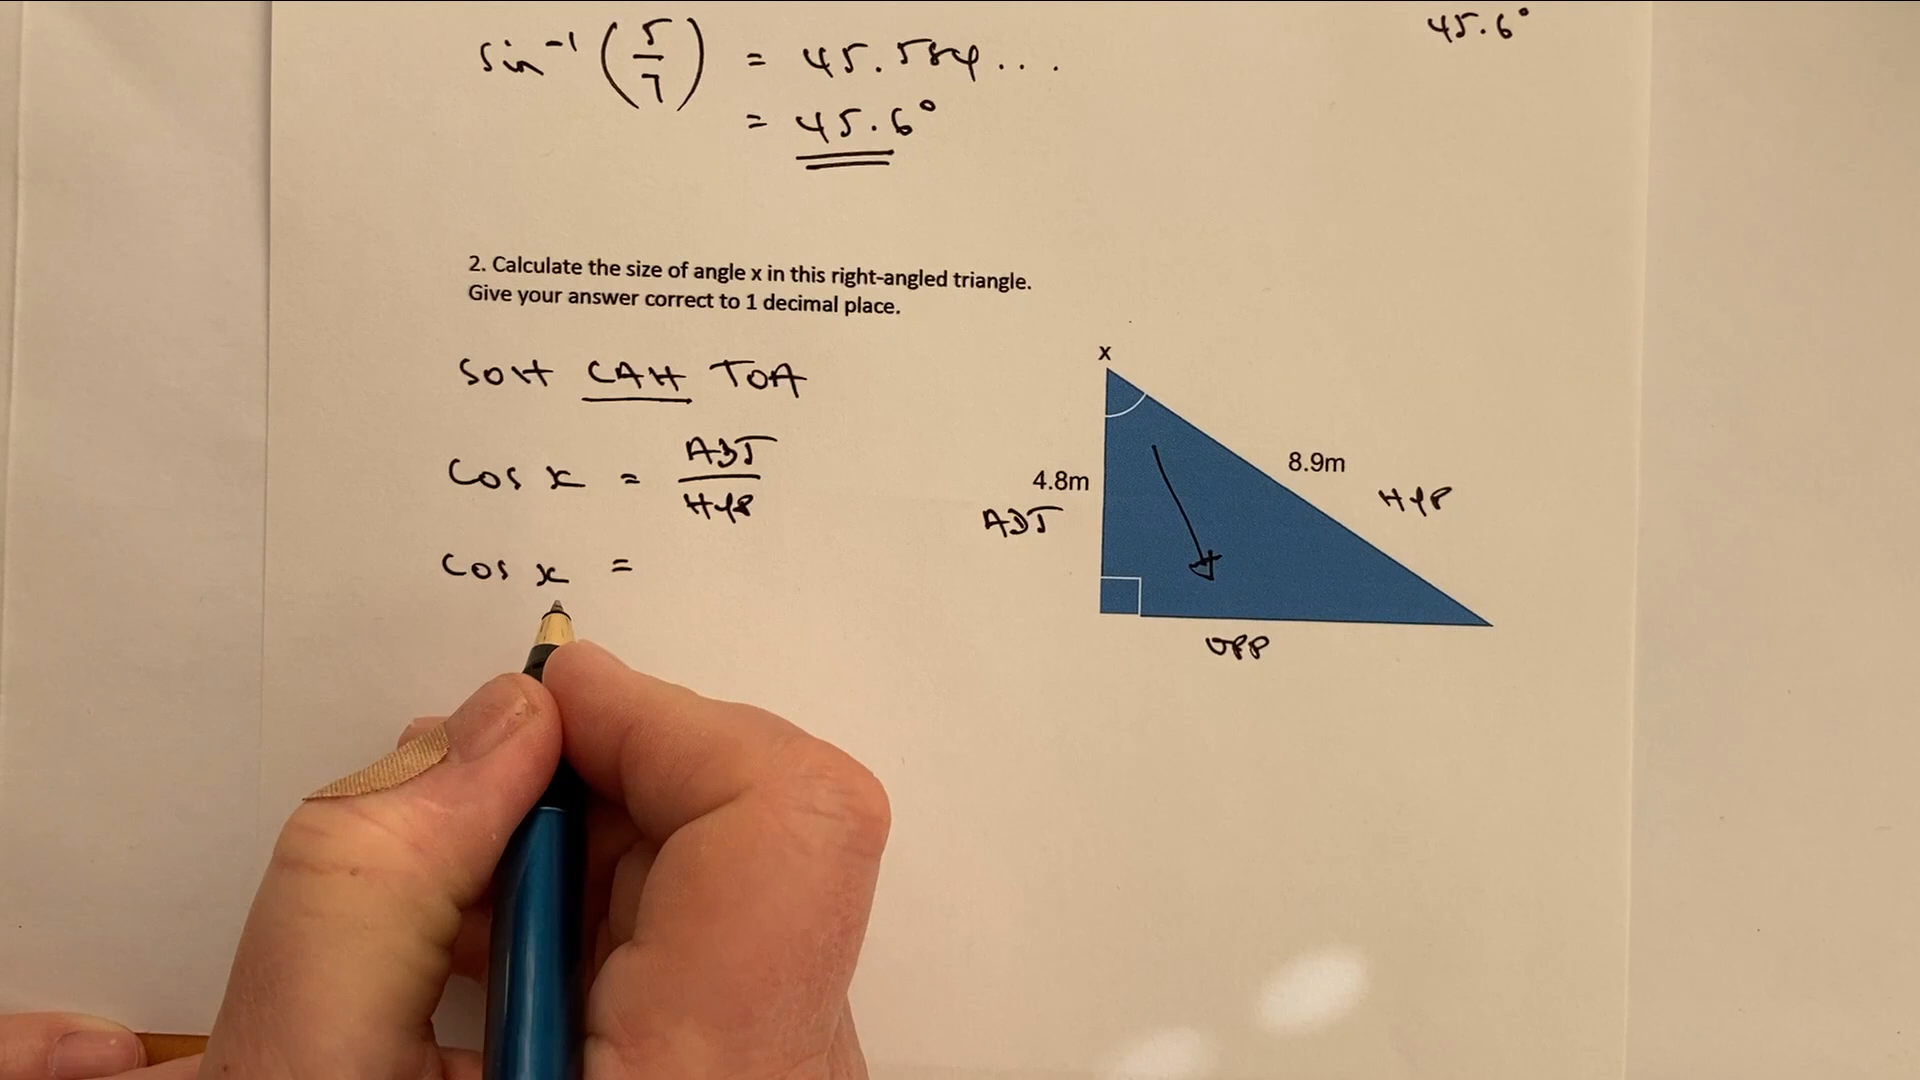 sin⁻¹ (5/7) = 45.584...
= 45.6°
45.6°
2. Calculate the size of angle x in this right-angled triangle.
Give your answer correct to 1 decimal place.
SOH CAH TOA
cos x = ADJ/HYP
cos x =
x
4.8m
ADJ
8.9m
HYP
OPP